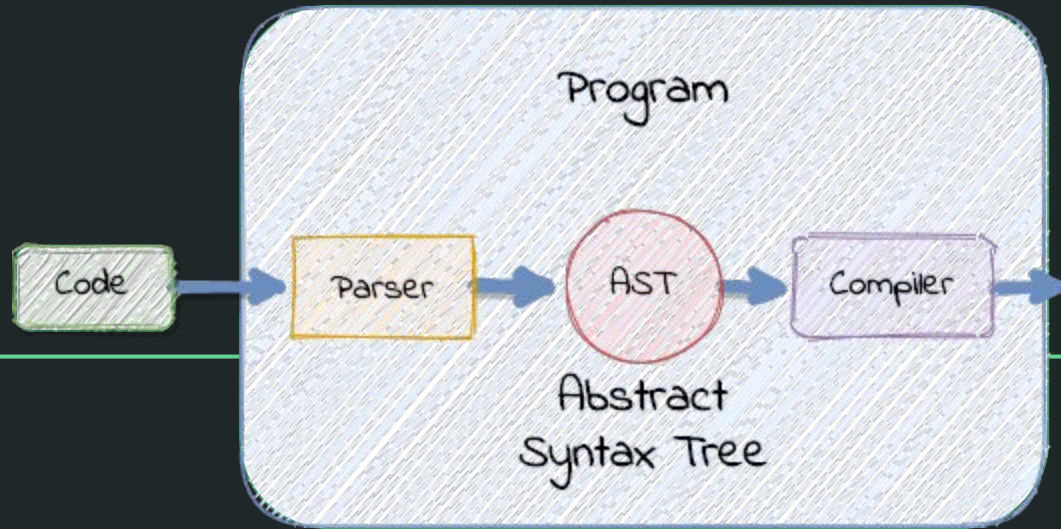 Program
Code
Parser
AST
Compiler
Abstract
Syntax Tree